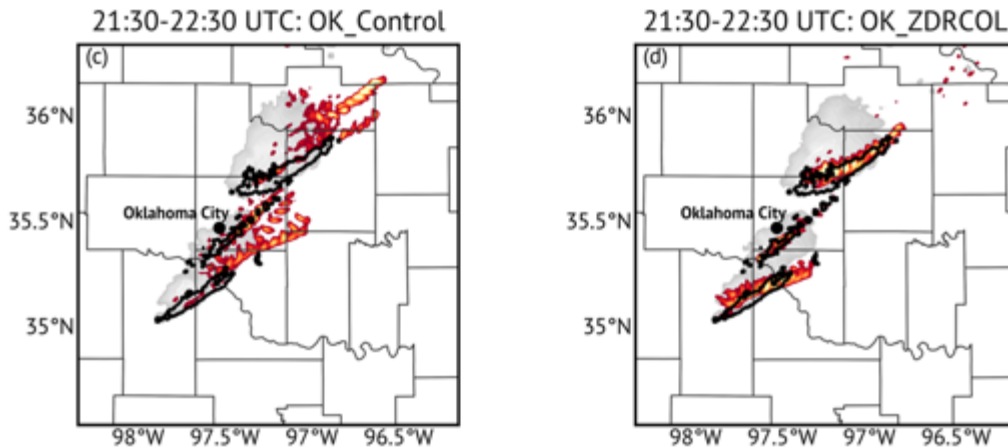 21:30-22:30 UTC: OK_Control
21:30-22:30 UTC: OK_ZDRCOL
(c)
(d)
36°N
36°N
Oklahoma City
Oklahoma City
35.5°N
35.5°N
35°N
35°N
98°W 97.5°W 97°W 96.5°W
98°W 97.5°W 97°W 96.5°W